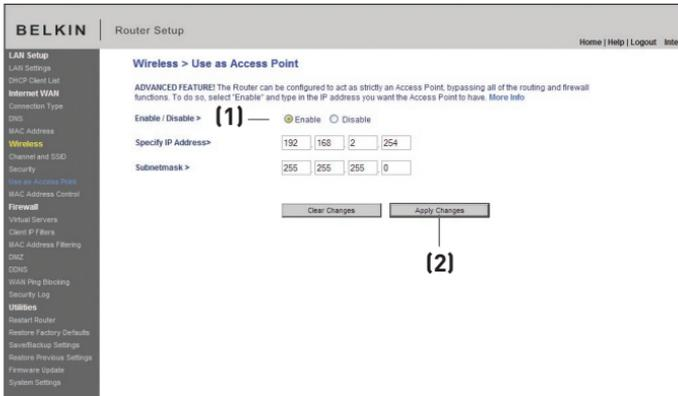 BELKIN
Router Setup
Home | Help | Logout Inte
LAN Setup
LAN Settings
DHCP Client List
Internet WAN
Connection Type
DNS
MAC Address
Wireless
Channel and SSID
Security
Use as Access Point
MAC Address Control
Firewall
Virtual Servers
Client IP Filters
MAC Address Filtering
DMZ
DDNS
WAN Ping Blocking
Security Log
Utilities
Restart Router
Restore Factory Defaults
Save/Backup Settings
Restore Previous Settings
Firmware Update
System Settings
Wireless > Use as Access Point
ADVANCED FEATURE! The Router can be configured to act as strictly an Access Point, bypassing all of the routing and firewall
functions. To do so, select "Enable" and type in the IP address you want the Access Point to have. More Info
Enable / Disable > (1) Enable Disable
Specify IP Address> 192 . 168 . 2 . 254
Subnetmask > 255 . 255 . 255 . 0
Clear Changes Apply Changes
(2)